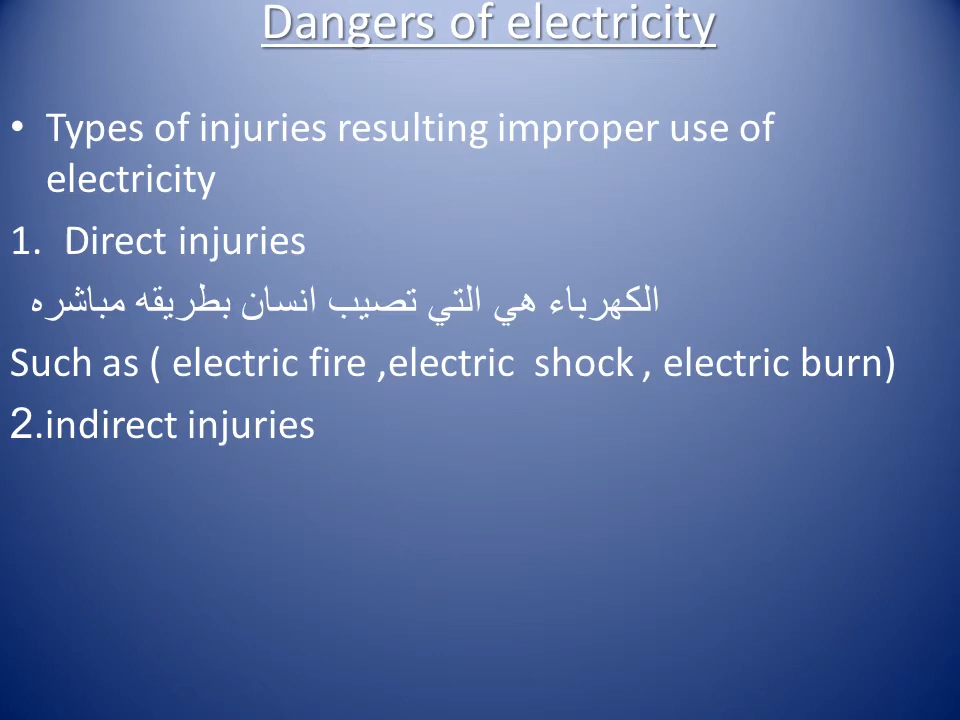 Dangers of electricity
• Types of injuries resulting improper use of
electricity
1. Direct injuries
الكهرباء هي التي تصيب انسان بطريقه مباشره
Such as ( electric fire ,electric  shock , electric burn)
2.indirect injuries